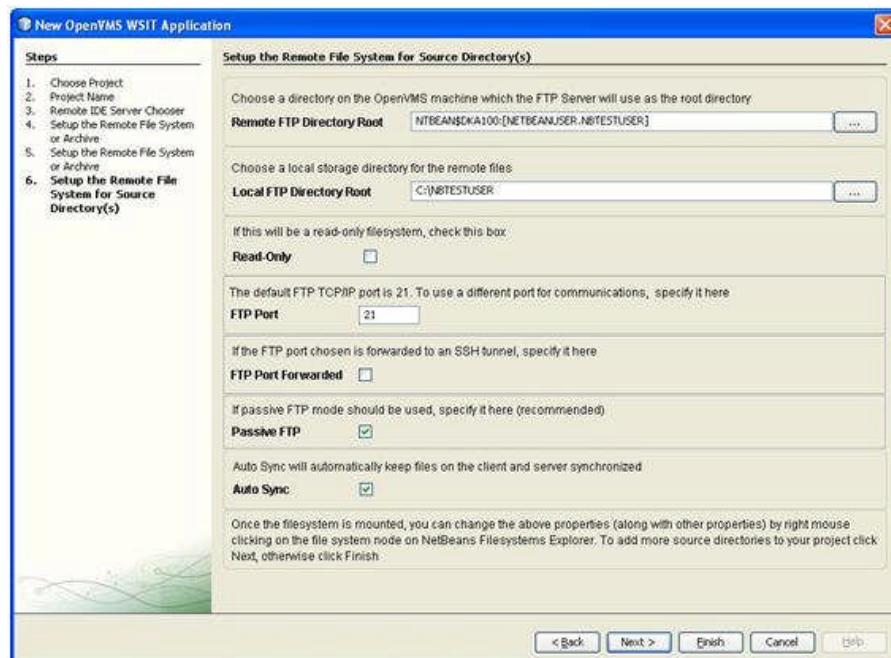 New OpenVMS WSIT Application
Steps
1. Choose Project
2. Project Name
3. Remote IDE Server Chooser
4. Setup the Remote File System
or Archive
5. Setup the Remote File System
or Archive
6. Setup the Remote File
System for Source
Directory(s)
Setup the Remote File System for Source Directory(s)
Choose a directory on the OpenVMS machine which the FTP Server will use as the root directory
Remote FTP Directory Root NTBEAN$DKA100:[NETBEANUSER.NBTESTUSER] ...
Choose a local storage directory for the remote files
Local FTP Directory Root C:\NBTESTUSER ...
If this will be a read-only filesystem, check this box
Read-Only
The default FTP TCP/IP port is 21. To use a different port for communications, specify it here
FTP Port 21
If the FTP port chosen is forwarded to an SSH tunnel, specify it here
FTP Port Forwarded
If passive FTP mode should be used, specify it here (recommended)
Passive FTP
Auto Sync will automatically keep files on the client and server synchronized
Auto Sync
Once the filesystem is mounted, you can change the above properties (along with other properties) by right mouse
clicking on the file system node on NetBeans Filesystems Explorer. To add more source directories to your project click
Next, otherwise click Finish
< Back Next > Finish Cancel Help